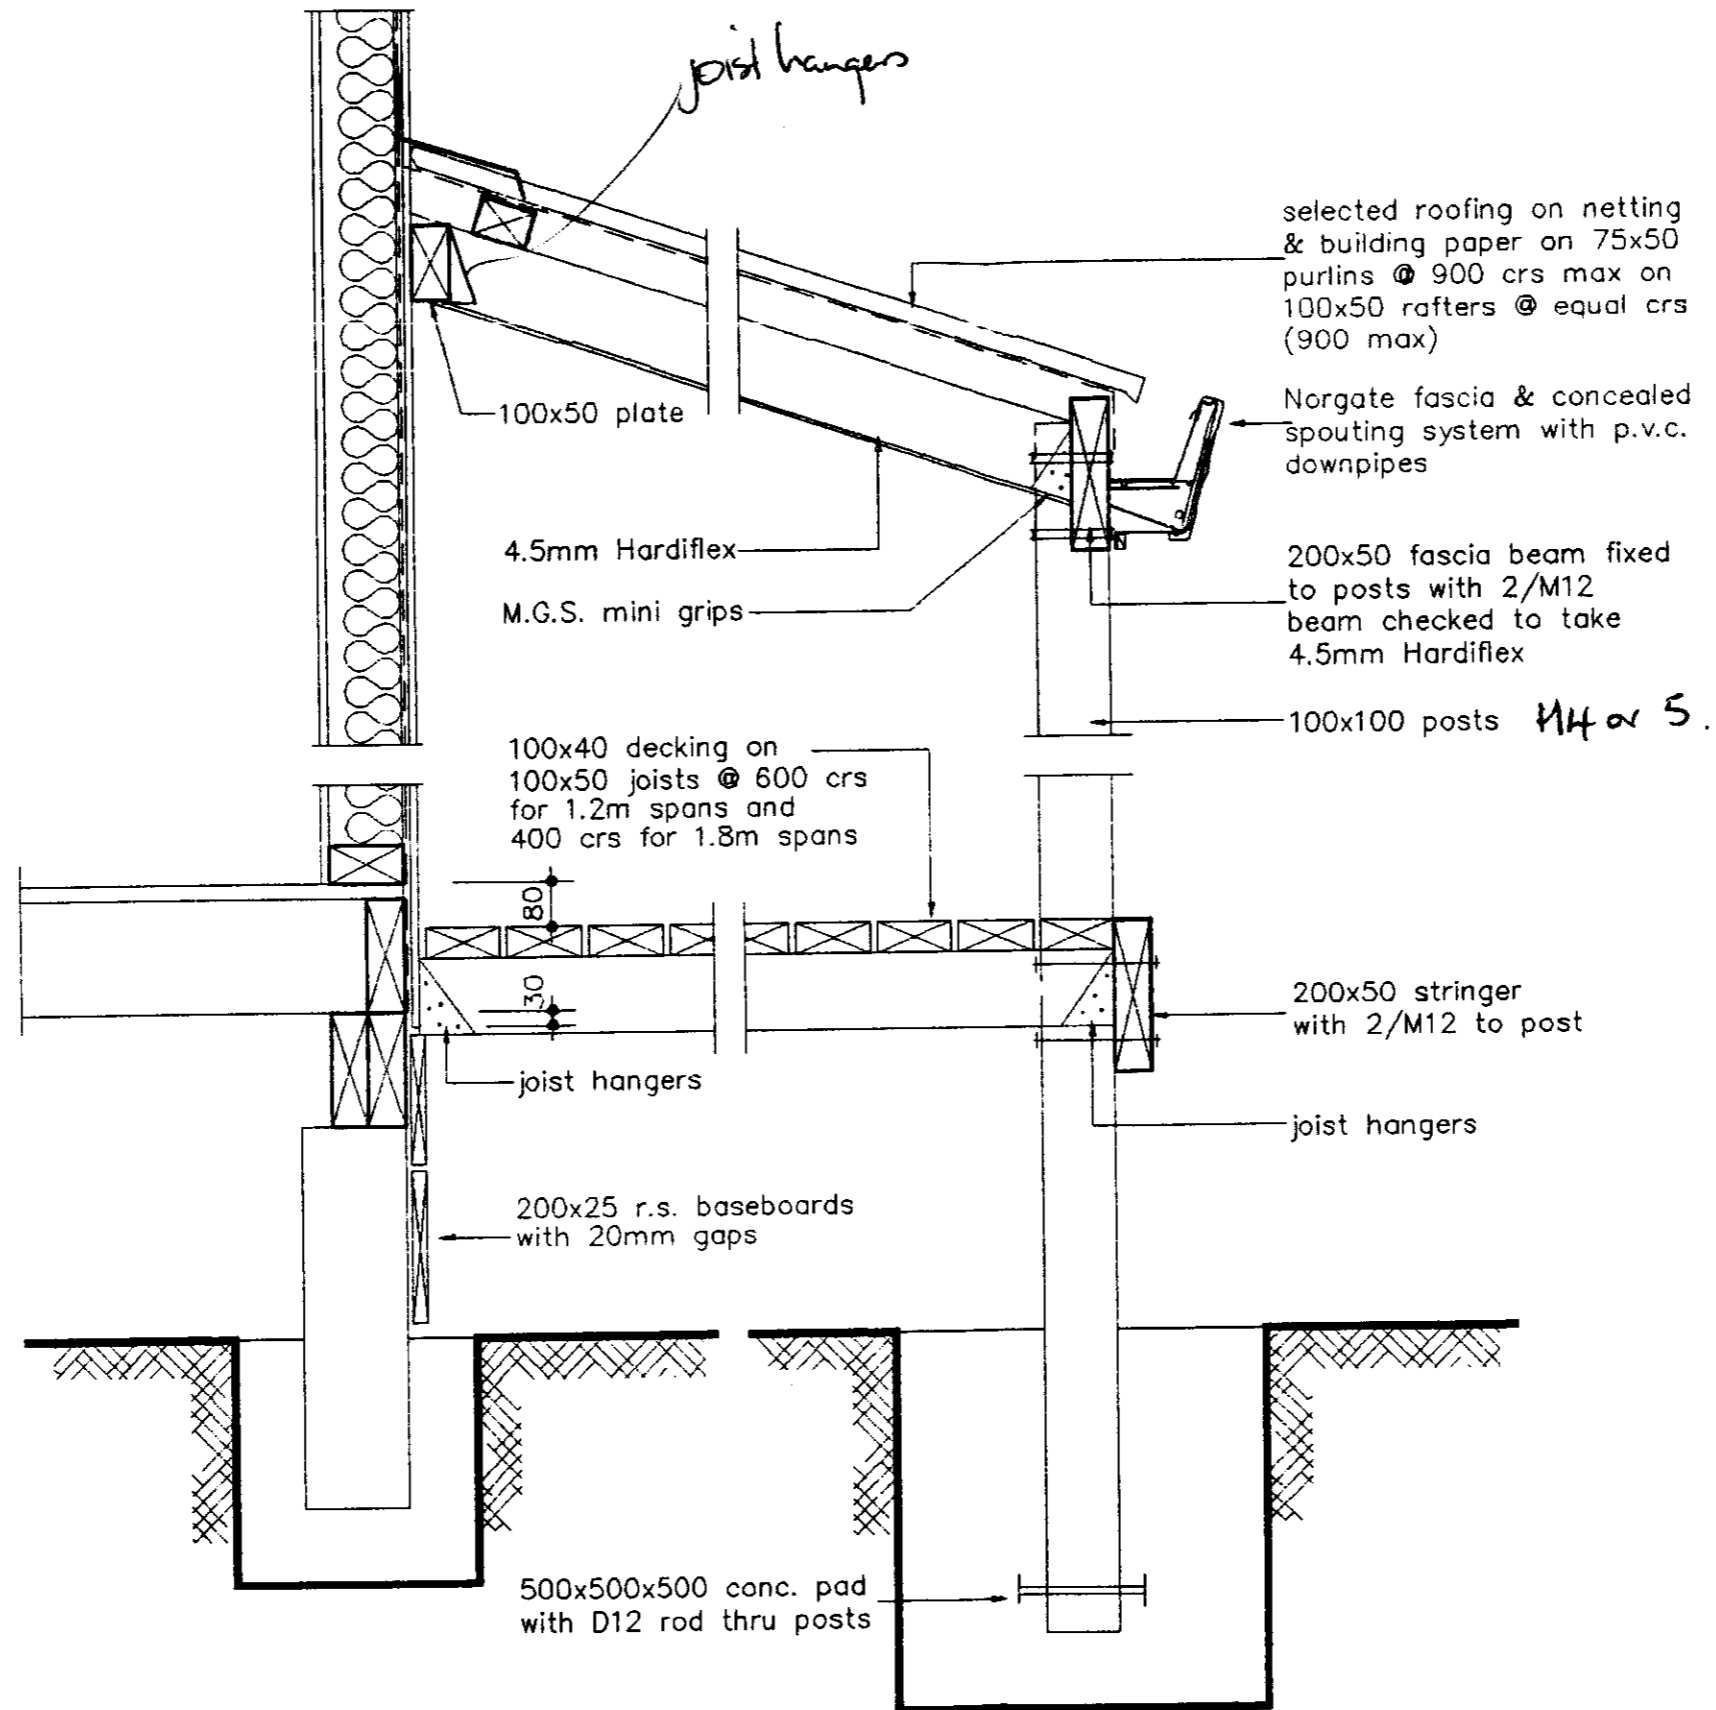 joist hangers
selected roofing on netting
& building paper on 75x50
purlins @ 900 crs max on
100x50 rafters @ equal crs
(900 max)
100x50 plate
Norgate fascia & concealed
spouting system with p.v.c.
downpipes
4.5mm Hardiflex
M.G.S. mini grips
200x50 fascia beam fixed
to posts with 2/M12
beam checked to take
4.5mm Hardiflex
100x100 posts H4 or 5.
100x40 decking on
100x50 joists @ 600 crs
for 1.2m spans and
400 crs for 1.8m spans
80
30
200x50 stringer
with 2/M12 to post
joist hangers
joist hangers
200x25 r.s. baseboards
with 20mm gaps
500x500x500 conc. pad
with D12 rod thru posts